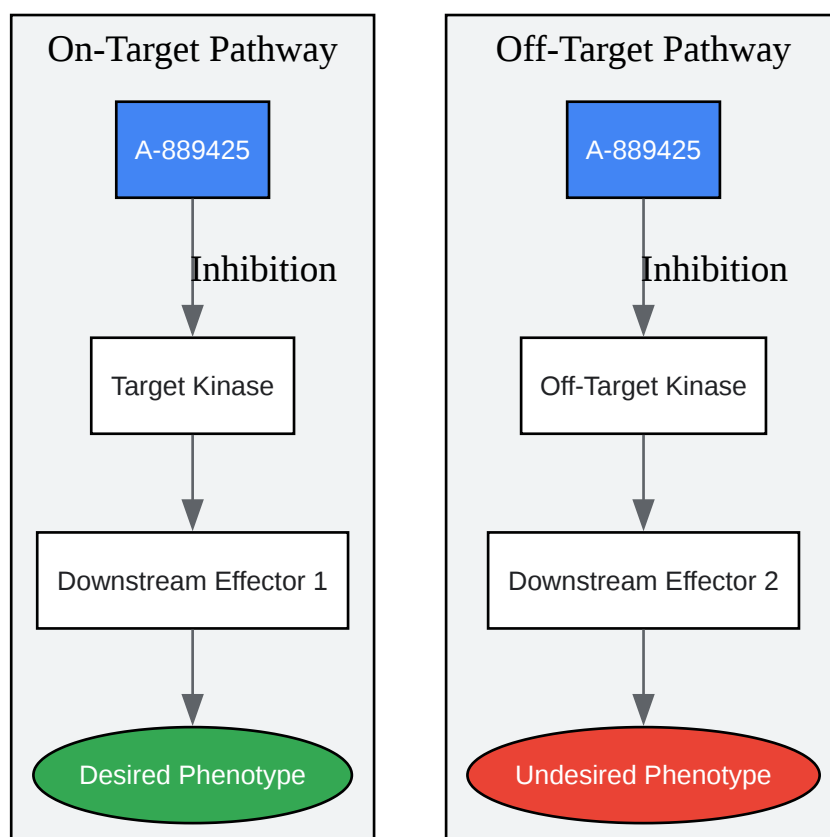 On-Target Pathway
A-889425
Inhibition
Target Kinase
Downstream Effector 1
Desired Phenotype
Off-Target Pathway
A-889425
Inhibition
Off-Target Kinase
Downstream Effector 2
Undesired Phenotype